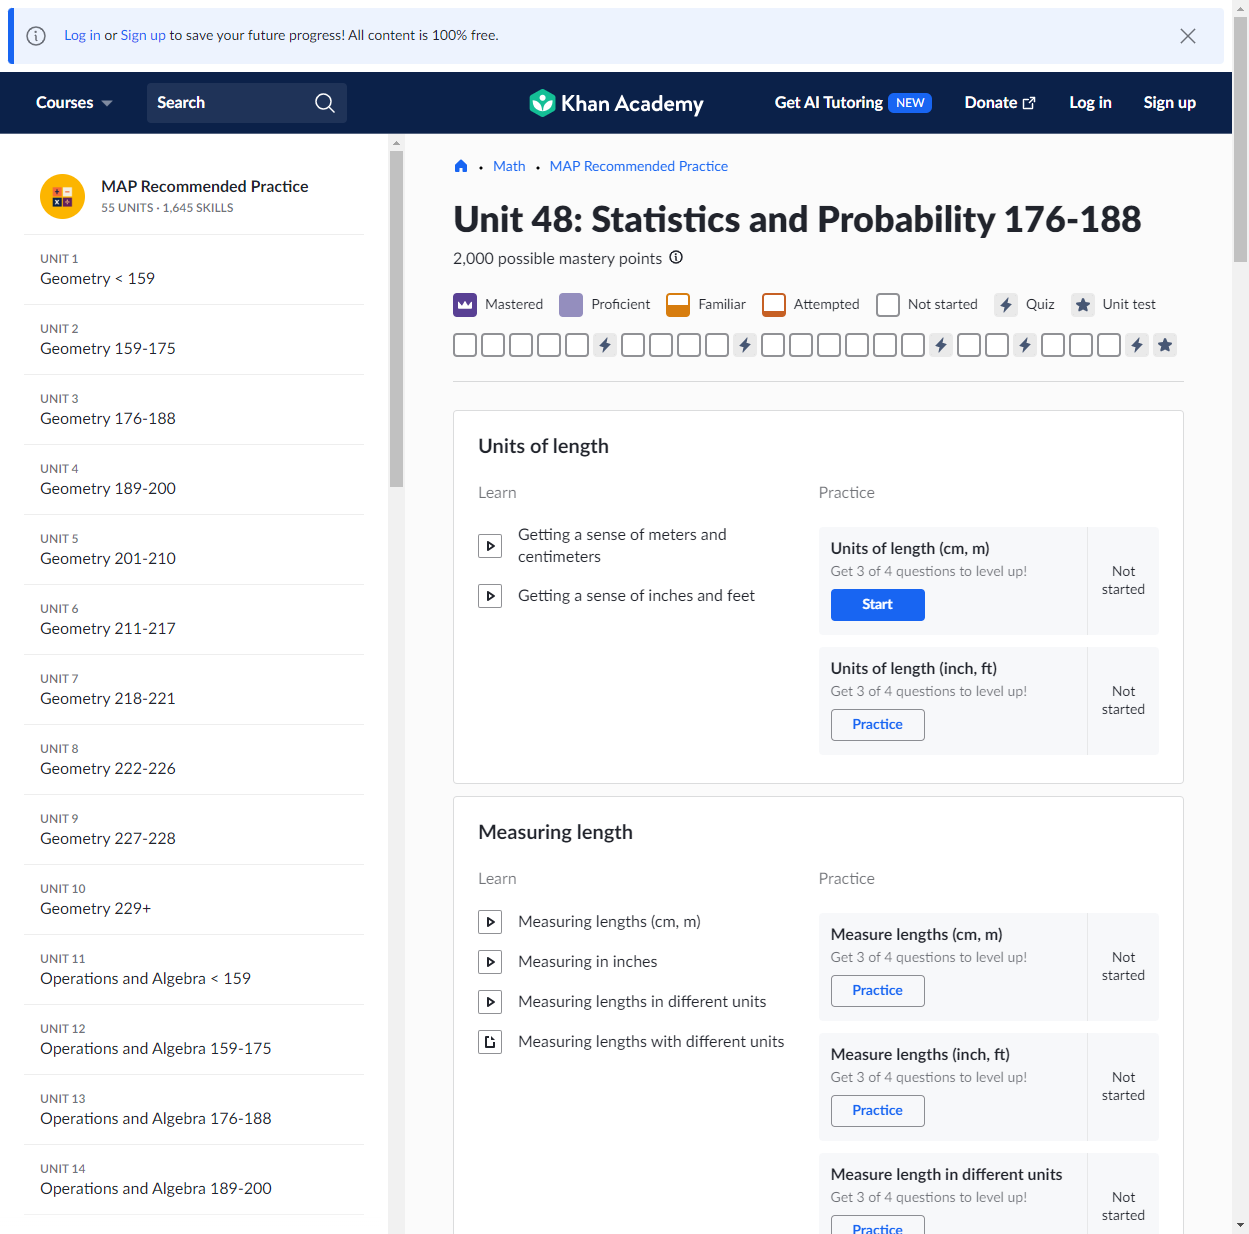 Log in or Sign up to save your future progress! All content is 100% free.
Courses
Search
Khan Academy
Get AI Tutoring NEW
Donate
Log in
Sign up
MAP Recommended Practice
55 UNITS · 1,645 SKILLS
UNIT 1
Geometry < 159
UNIT 2
Geometry 159-175
UNIT 3
Geometry 176-188
UNIT 4
Geometry 189-200
UNIT 5
Geometry 201-210
UNIT 6
Geometry 211-217
UNIT 7
Geometry 218-221
UNIT 8
Geometry 222-226
UNIT 9
Geometry 227-228
UNIT 10
Geometry 229+
UNIT 11
Operations and Algebra < 159
UNIT 12
Operations and Algebra 159-175
UNIT 13
Operations and Algebra 176-188
UNIT 14
Operations and Algebra 189-200
• Math • MAP Recommended Practice
Unit 48: Statistics and Probability 176-188
2,000 possible mastery points
Mastered
Proficient
Familiar
Attempted
Not started
Quiz
Unit test
Units of length
Learn
Getting a sense of meters and
centimeters
Getting a sense of inches and feet
Practice
Units of length (cm, m)
Get 3 of 4 questions to level up!
Start
Not
started
Units of length (inch, ft)
Get 3 of 4 questions to level up!
Practice
Not
started
Measuring length
Learn
Measuring lengths (cm, m)
Measuring in inches
Measuring lengths in different units
Measuring lengths with different units
Practice
Measure lengths (cm, m)
Get 3 of 4 questions to level up!
Practice
Not
started
Measure lengths (inch, ft)
Get 3 of 4 questions to level up!
Practice
Not
started
Measure length in different units
Get 3 of 4 questions to level up!
Practice
Not
started